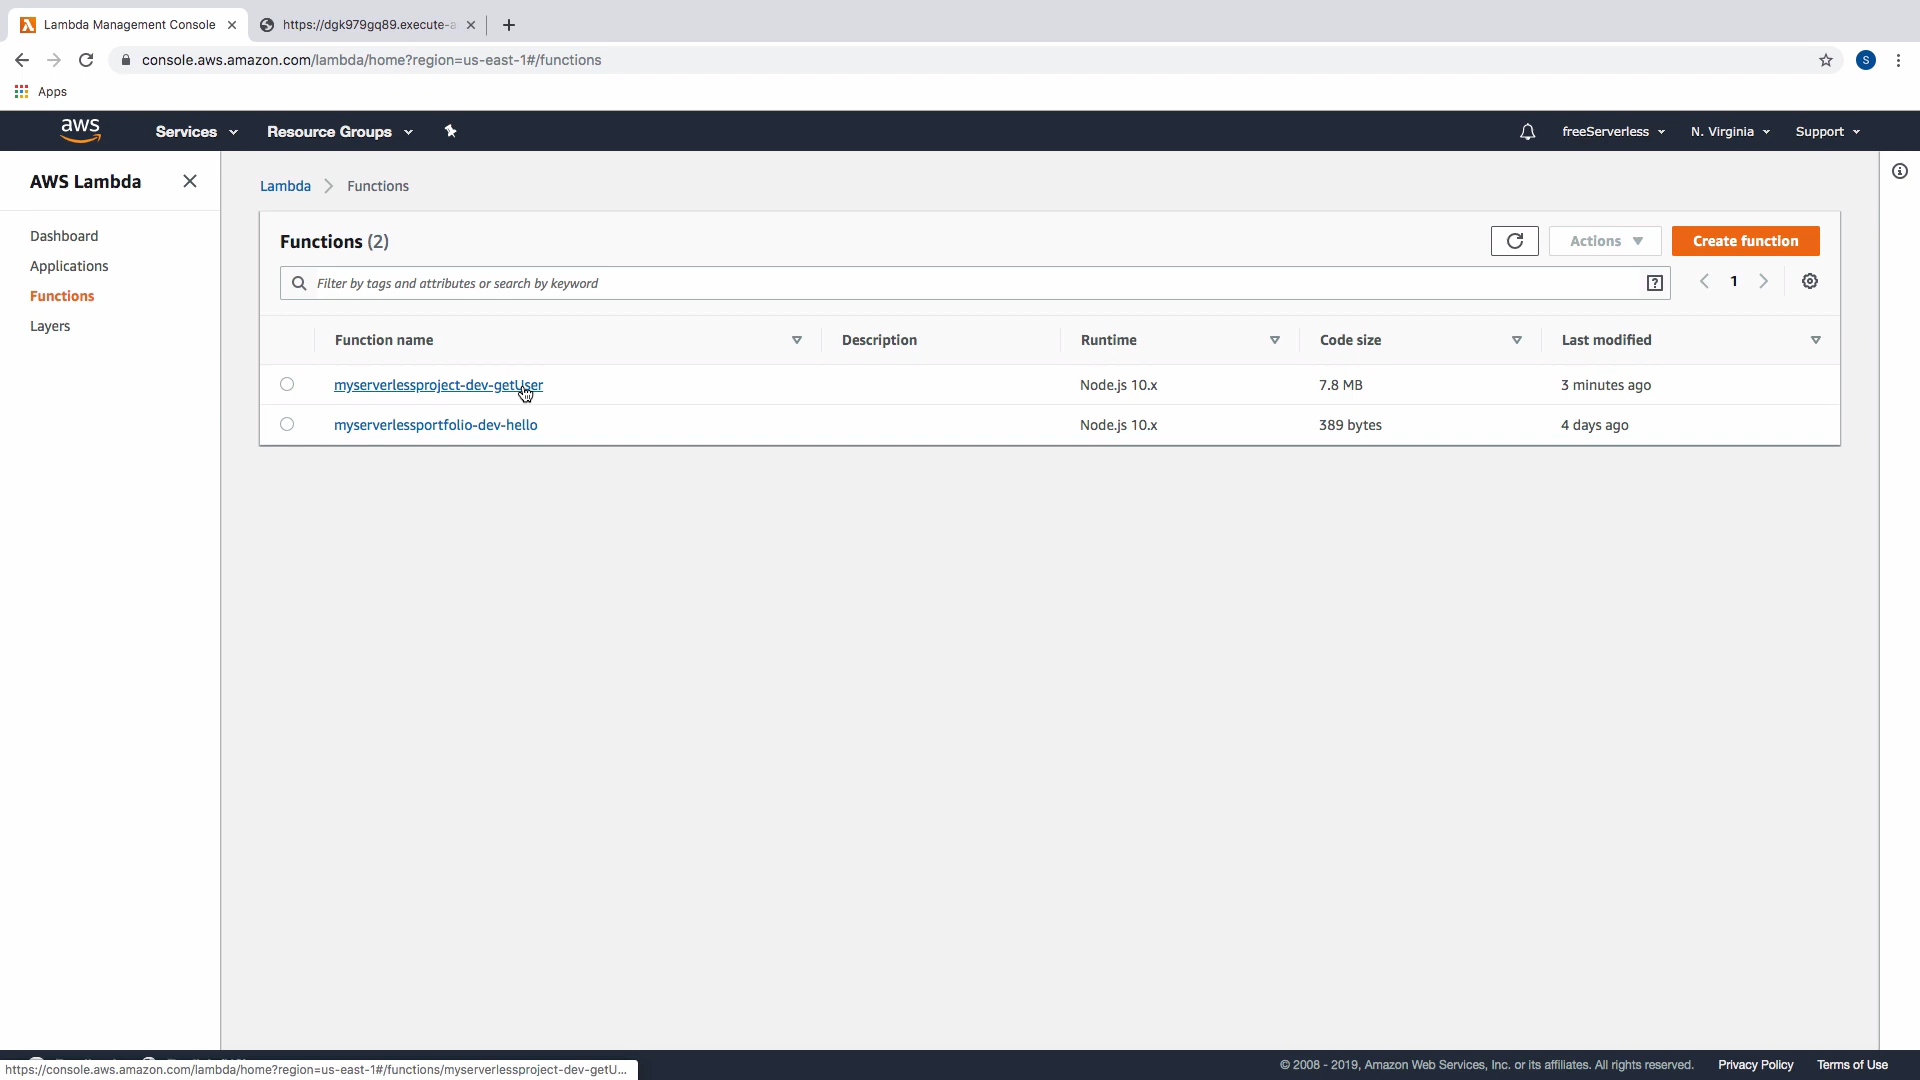 Lambda Management Console
https://dgk979gq89.execute-a
console.aws.amazon.com/lambda/home?region=us-east-1#/functions
S
Apps
aws
Services
Resource Groups
freeServerless
N. Virginia
Support
AWS Lambda
Dashboard
Applications
Functions
Layers
Lambda
Functions
Functions (2)
Actions
Create function
Filter by tags and attributes or search by keyword
?
1
Function name
Description
Runtime
Code size
Last modified
myserverlessproject-dev-getUser
Node.js 10.x
7.8 MB
3 minutes ago
myserverlessportfolio-dev-hello
Node.js 10.x
389 bytes
4 days ago
https://console.aws.amazon.com/lambda/home?region=us-east-1#/functions/myserverlessproject-dev-getU...
© 2008 - 2019, Amazon Web Services, Inc. or its affiliates. All rights reserved.
Privacy Policy
Terms of Use